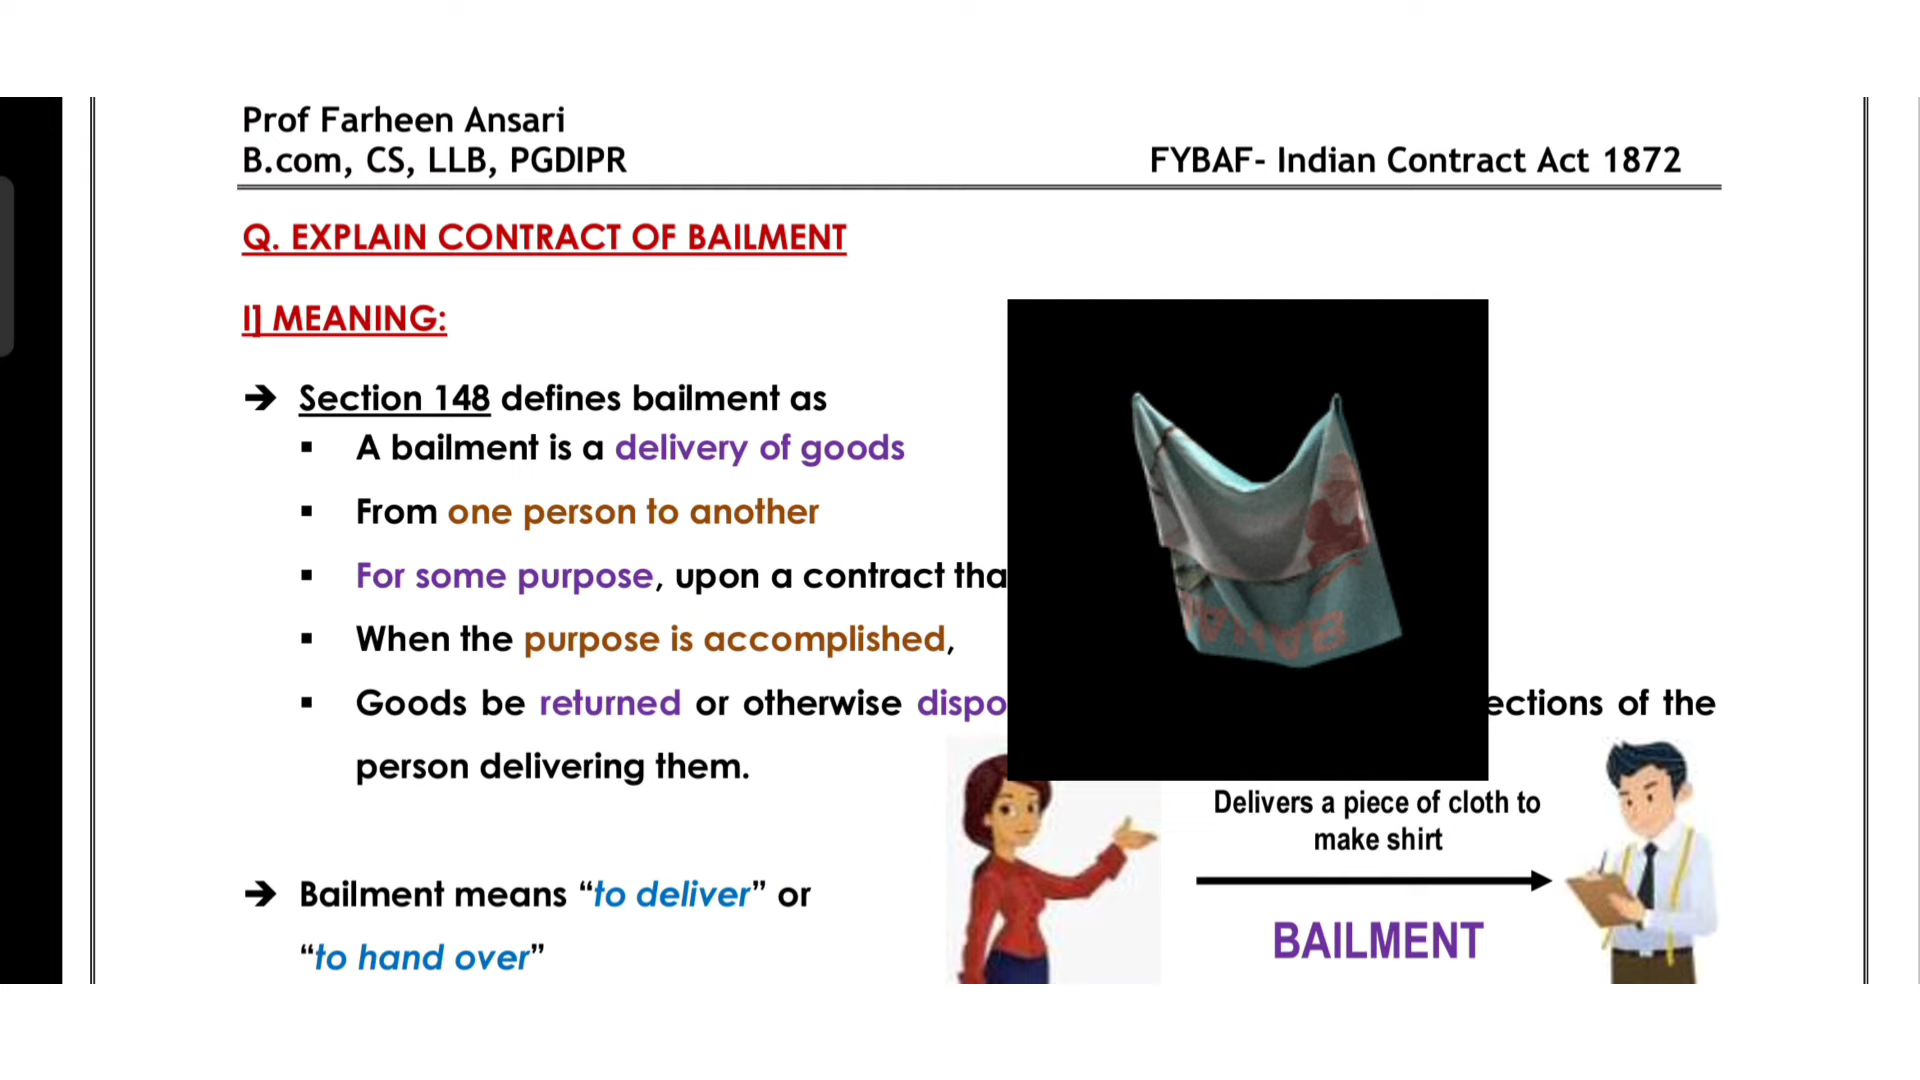 Prof Farheen Ansari
B.com, CS, LLB, PGDIPR
FYBAF- Indian Contract Act 1872
Q. EXPLAIN CONTRACT OF BAILMENT
I] MEANING:
➔ Section 148 defines bailment as
▪ A bailment is a delivery of goods
▪ From one person to another
▪ For some purpose, upon a contract
▪ When the purpose is accomplished,
▪ Goods be returned or otherwise of the
person delivering them.
Delivers a piece of cloth to
make shirt
➔ Bailment means “to deliver” or
“to hand over”
BAILMENT